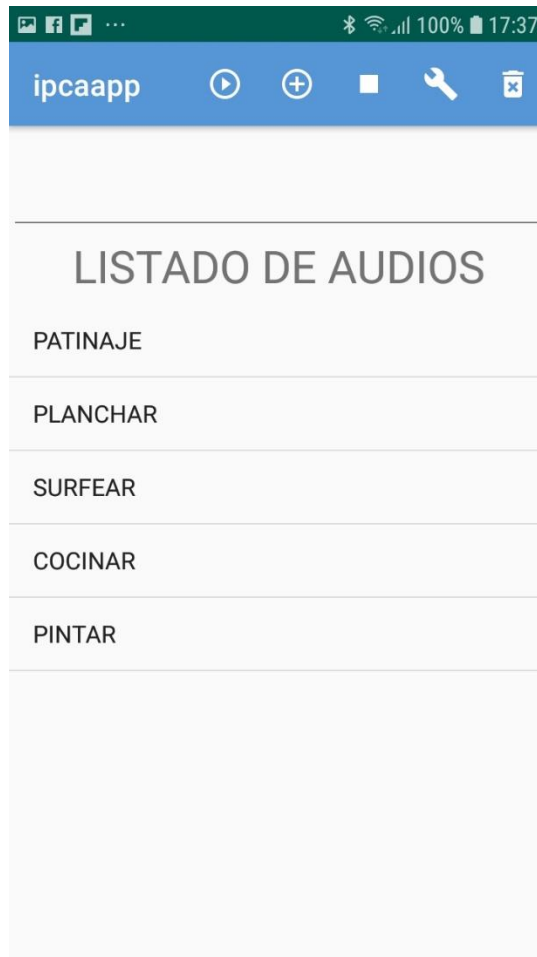 100% 17:37
ipcaapp
LISTADO DE AUDIOS
PATINAJE
PLANCHAR
SURFEAR
COCINAR
PINTAR